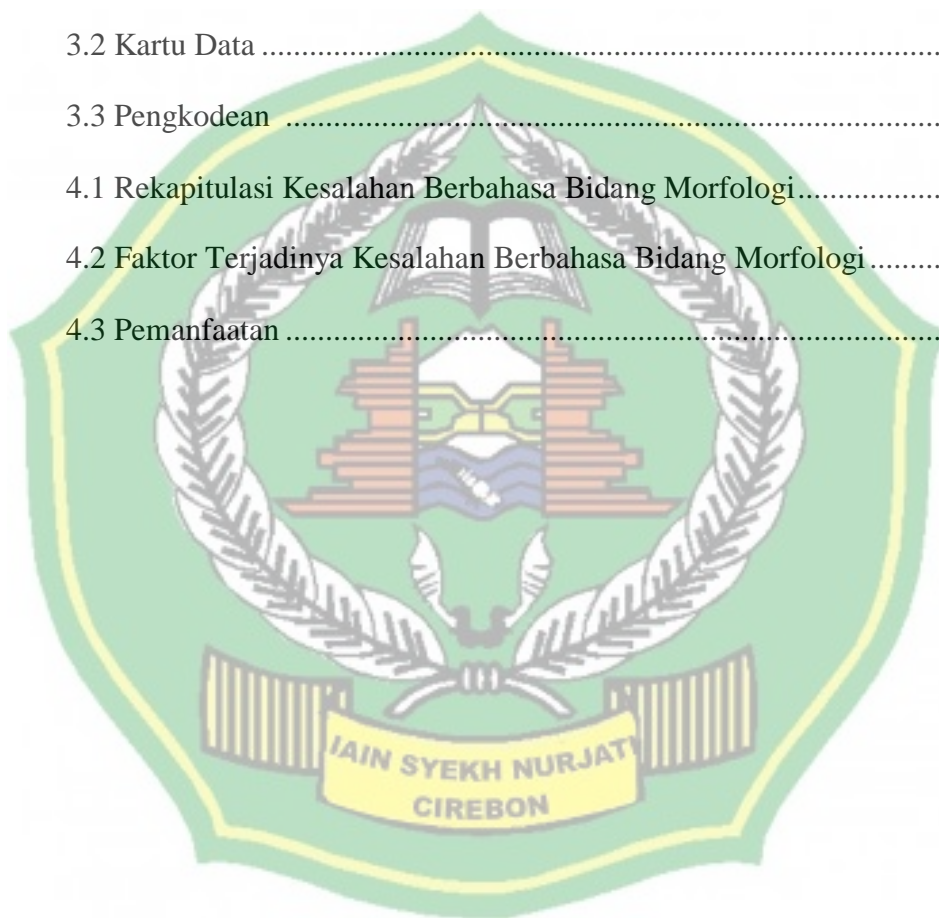 3.2 Kartu Data ....................................................................................
3.3 Pengkodean ..................................................................................
4.1 Rekapitulasi Kesalahan Berbahasa Bidang Morfologi..................
4.2 Faktor Terjadinya Kesalahan Berbahasa Bidang Morfologi.........
4.3 Pemanfaatan .................................................................................
IAIN SYEKH NURJATI
CIREBON